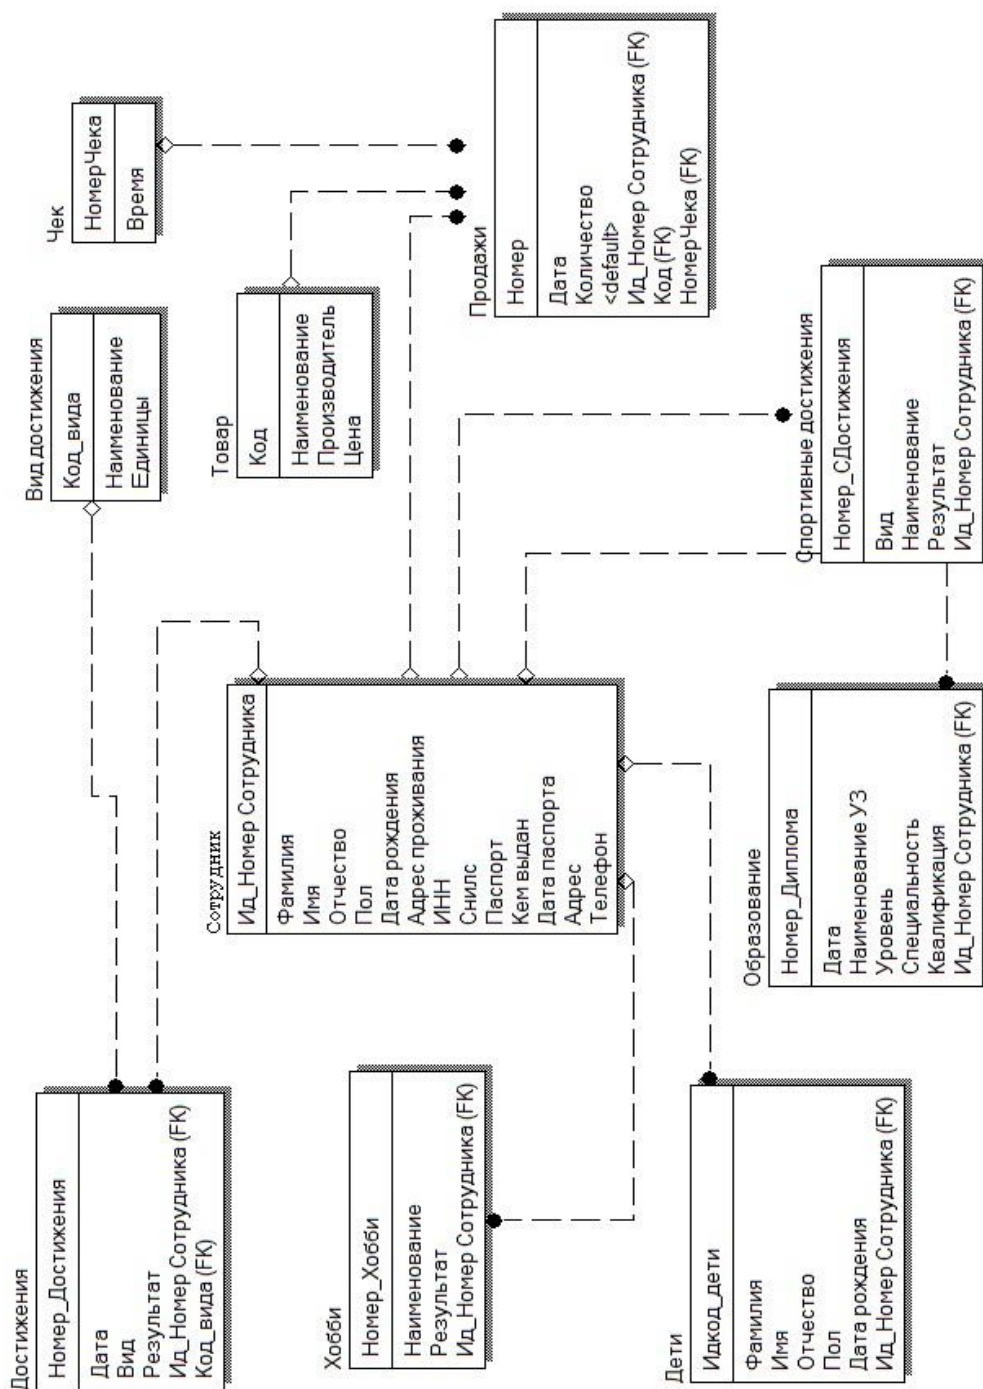 Достижения
Номер_Достижения
Дата
Вид
Результат
Ид_Номер Сотрудника (FK)
Код_вида (FK)
Вид достижения
Код_вида
Наименование
Единицы
Чек
НомерЧека
Время
Хобби
Номер_Хобби
Наименование
Результат
Ид_Номер Сотрудника (FK)
Сотрудник
Ид_Номер Сотрудника
Фамилия
Имя
Отчество
Пол
Дата рождения
Адрес проживания
ИНН
Снилс
Паспорт
Кем выдан
Дата паспорта
Адрес
Телефон
Товар
Код
Наименование
Производитель
Цена
Продажи
Номер
Дата
Количество
<default>
Ид_Номер Сотрудника (FK)
Код (FK)
НомерЧека (FK)
Дети
Идкод_дети
Фамилия
Имя
Отчество
Пол
Дата рождения
Ид_Номер Сотрудника (FK)
Образование
Номер_Диплома
Дата
Наименование УЗ
Уровень
Специальность
Квалификация
Ид_Номер Сотрудника (FK)
Спортивные достижения
Номер_СДостижения
Вид
Наименование
Результат
Ид_Номер Сотрудника (FK)